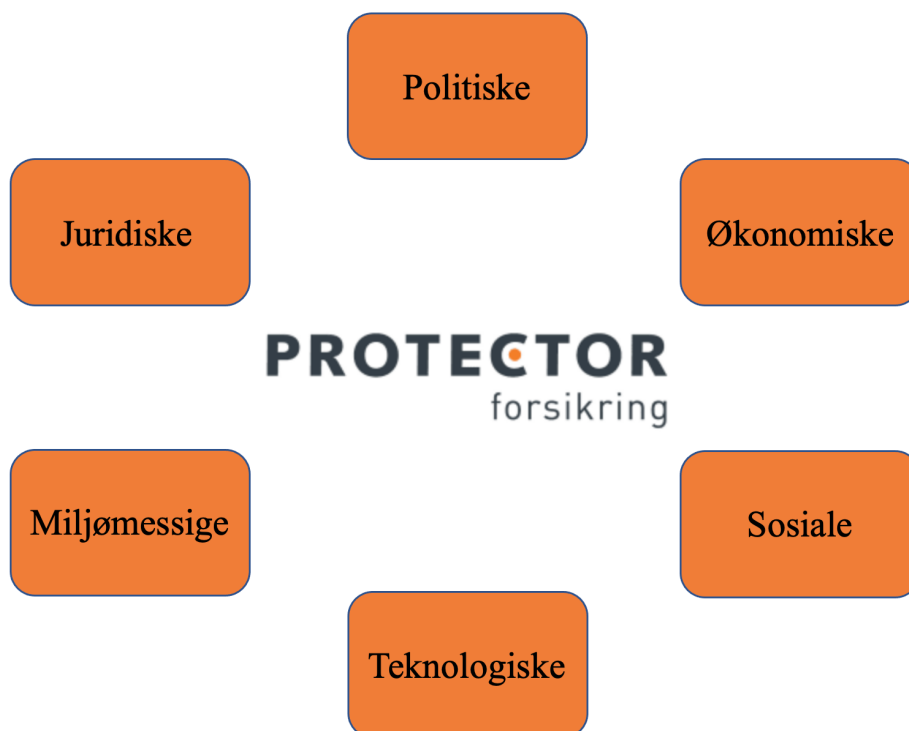 Politiske
Juridiske
Økonomiske
PROTECTOR
forsikring
Miljømessige
Sosiale
Teknologiske